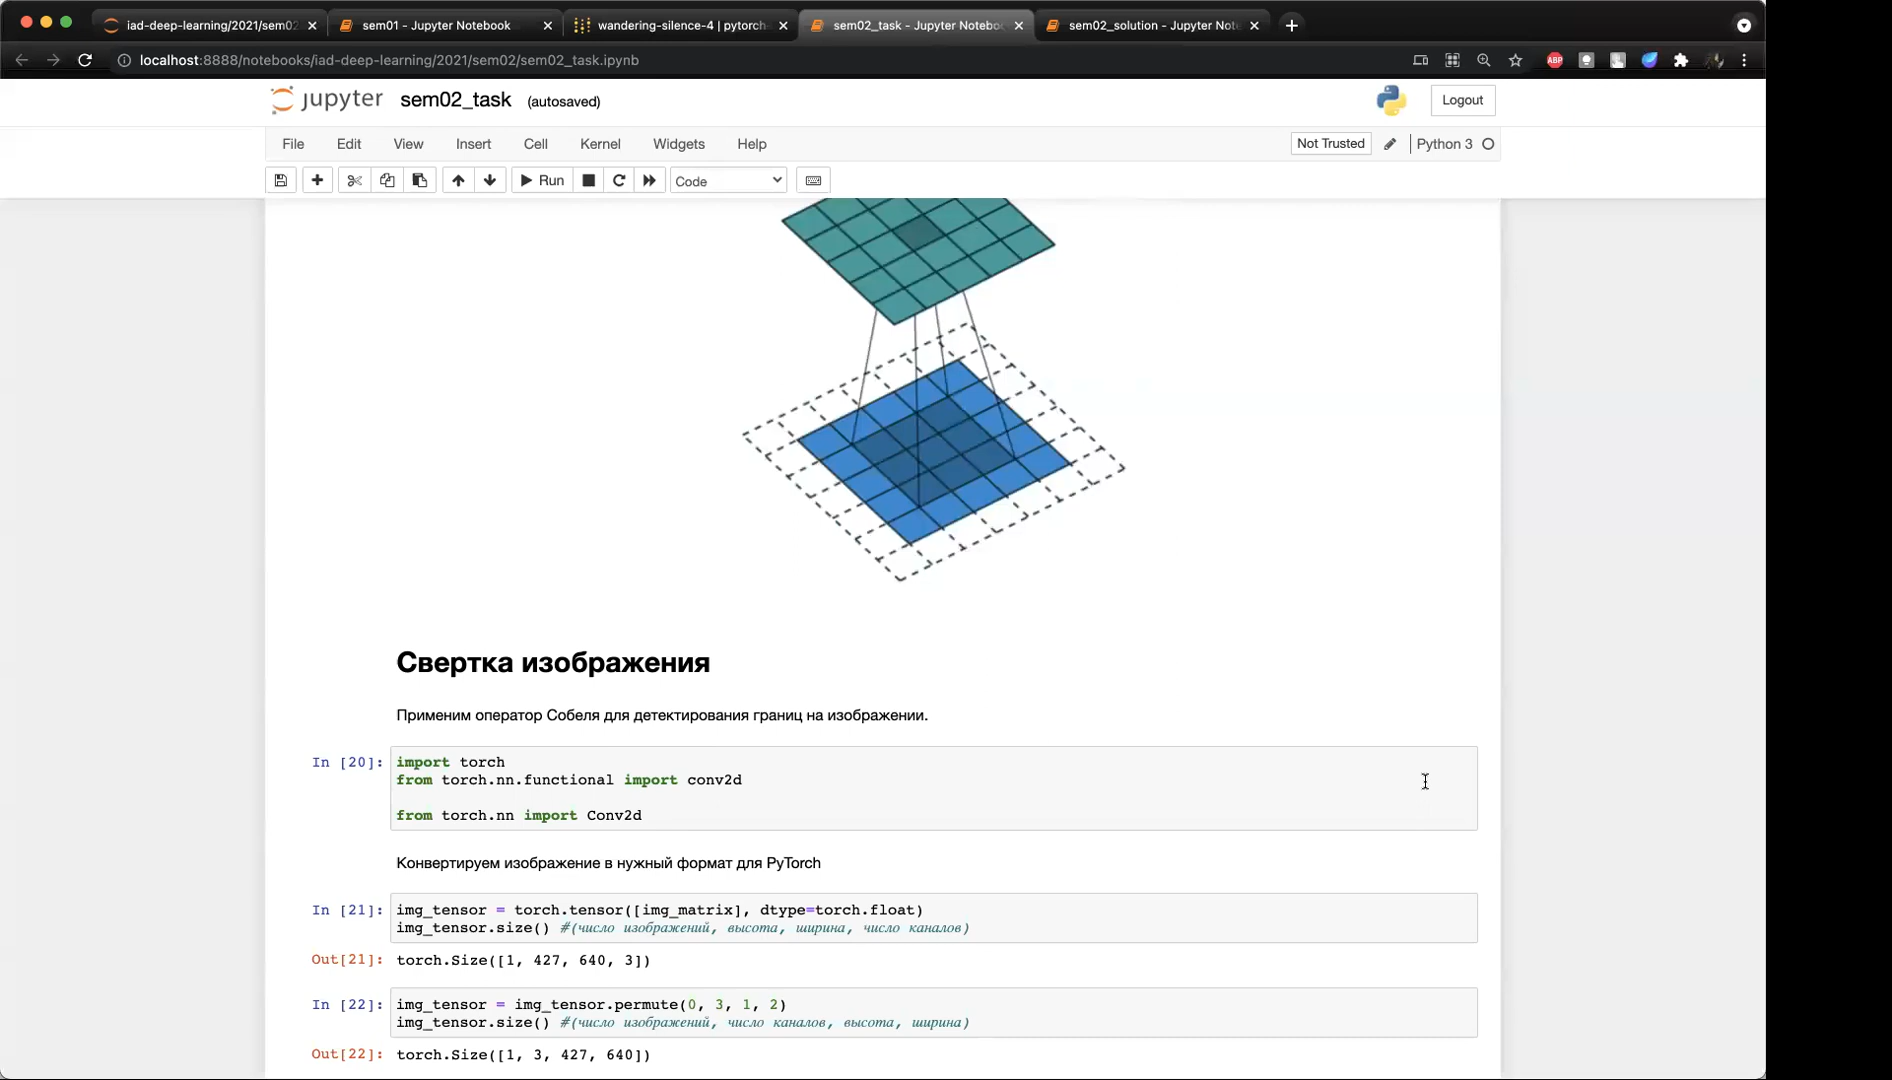 iad-deep-learning/2021/sem02
sem01 - Jupyter Notebook
wandering-silence-4 | pytorch-
sem02_task - Jupyter Noteboo
sem02_solution - Jupyter Note
localhost:8888/notebooks/iad-deep-learning/2021/sem02/sem02_task.ipynb
ABP
jupyter sem02_task (autosaved)
Logout
File Edit View Insert Cell Kernel Widgets Help
Not Trusted
Python 3
Run
Code
Свертка изображения
Применим оператор Собеля для детектирования границ на изображении.
In [20]: import torch
from torch.nn.functional import conv2d
from torch.nn import Conv2d
Конвертируем изображение в нужный формат для PyTorch
In [21]: img_tensor = torch.tensor([img_matrix], dtype=torch.float)
img_tensor.size() #(число изображений, высота, ширина, число каналов)
Out[21]: torch.Size([1, 427, 640, 3])
In [22]: img_tensor = img_tensor.permute(0, 3, 1, 2)
img_tensor.size() #(число изображений, число каналов, высота, ширина)
Out[22]: torch.Size([1, 3, 427, 640])